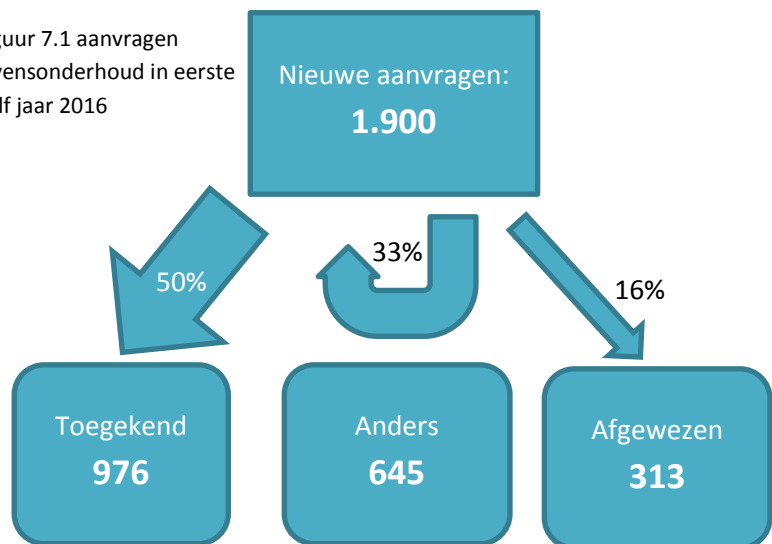 guur 7.1 aanvragen
vensonderhoud in eerste
lf jaar 2016
Nieuwe aanvragen:
1.900
50%
33%
16%
Toegekend
976
Anders
645
Afgewezen
313